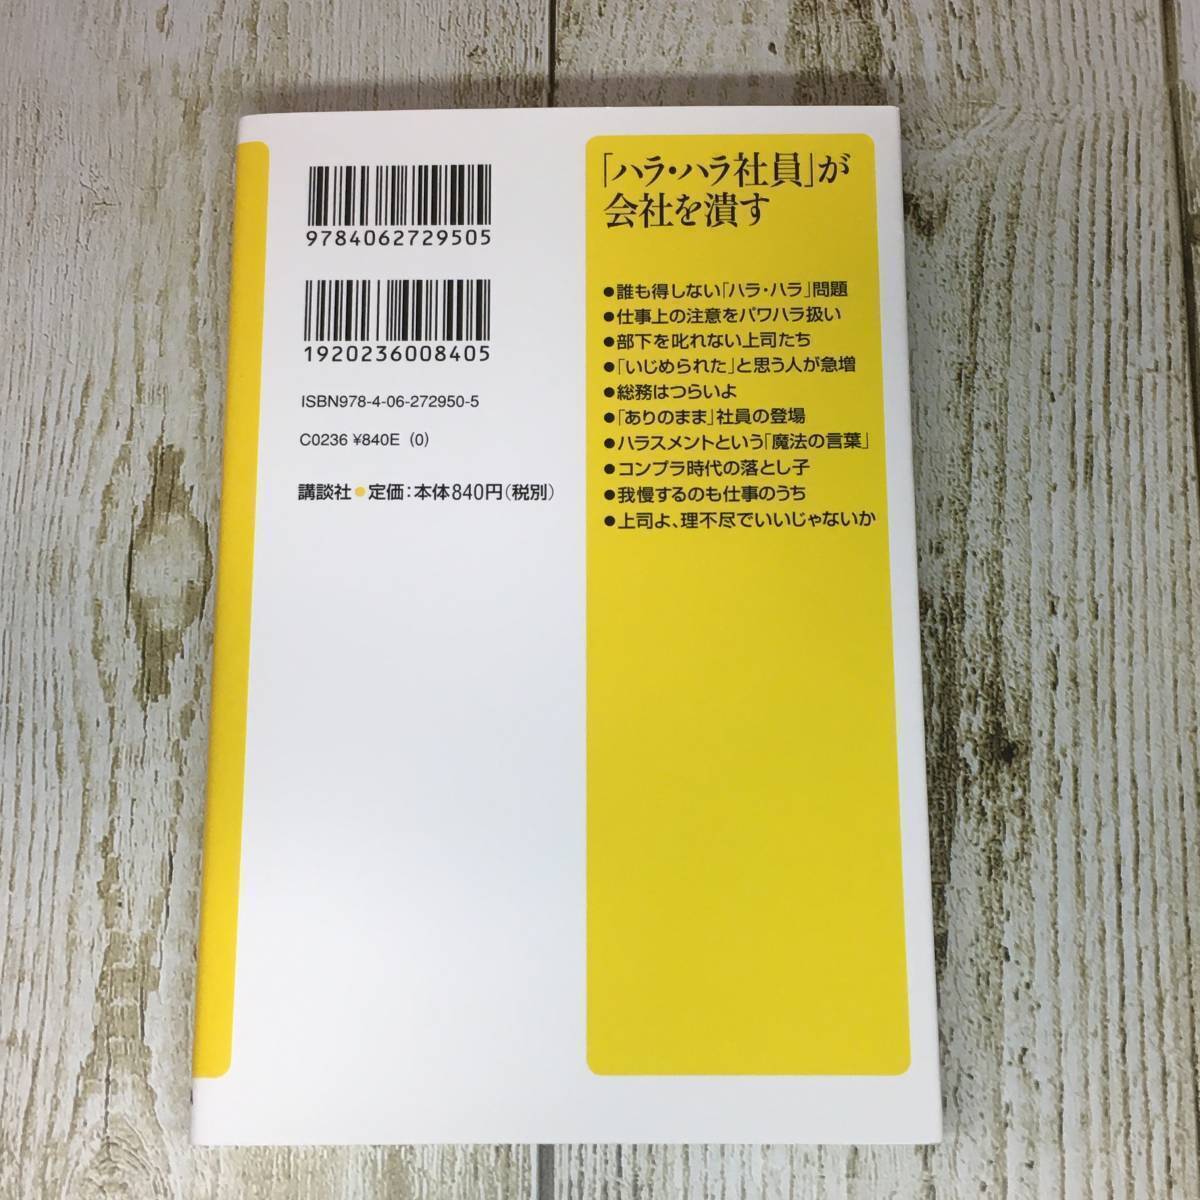 9784062729505
1920236008405
ISBN978-4-06-272950-5
C0236 ¥840E (0)
講談社●定価:本体840円(税別)
「ハラ・ハラ社員」が
会社を潰す
●誰も得しない「ハラ・ハラ」問題
●仕事上の注意をパワハラ扱い
●部下を叱れない上司たち
●「いじめられた」と思う人が急増
●総務はつらいよ
●「ありのまま」社員の登場
●ハラスメントという「魔法の言葉」
●コンプラ時代の落とし子
●我慢するのも仕事のうち
●上司よ、理不尽でいいじゃないか